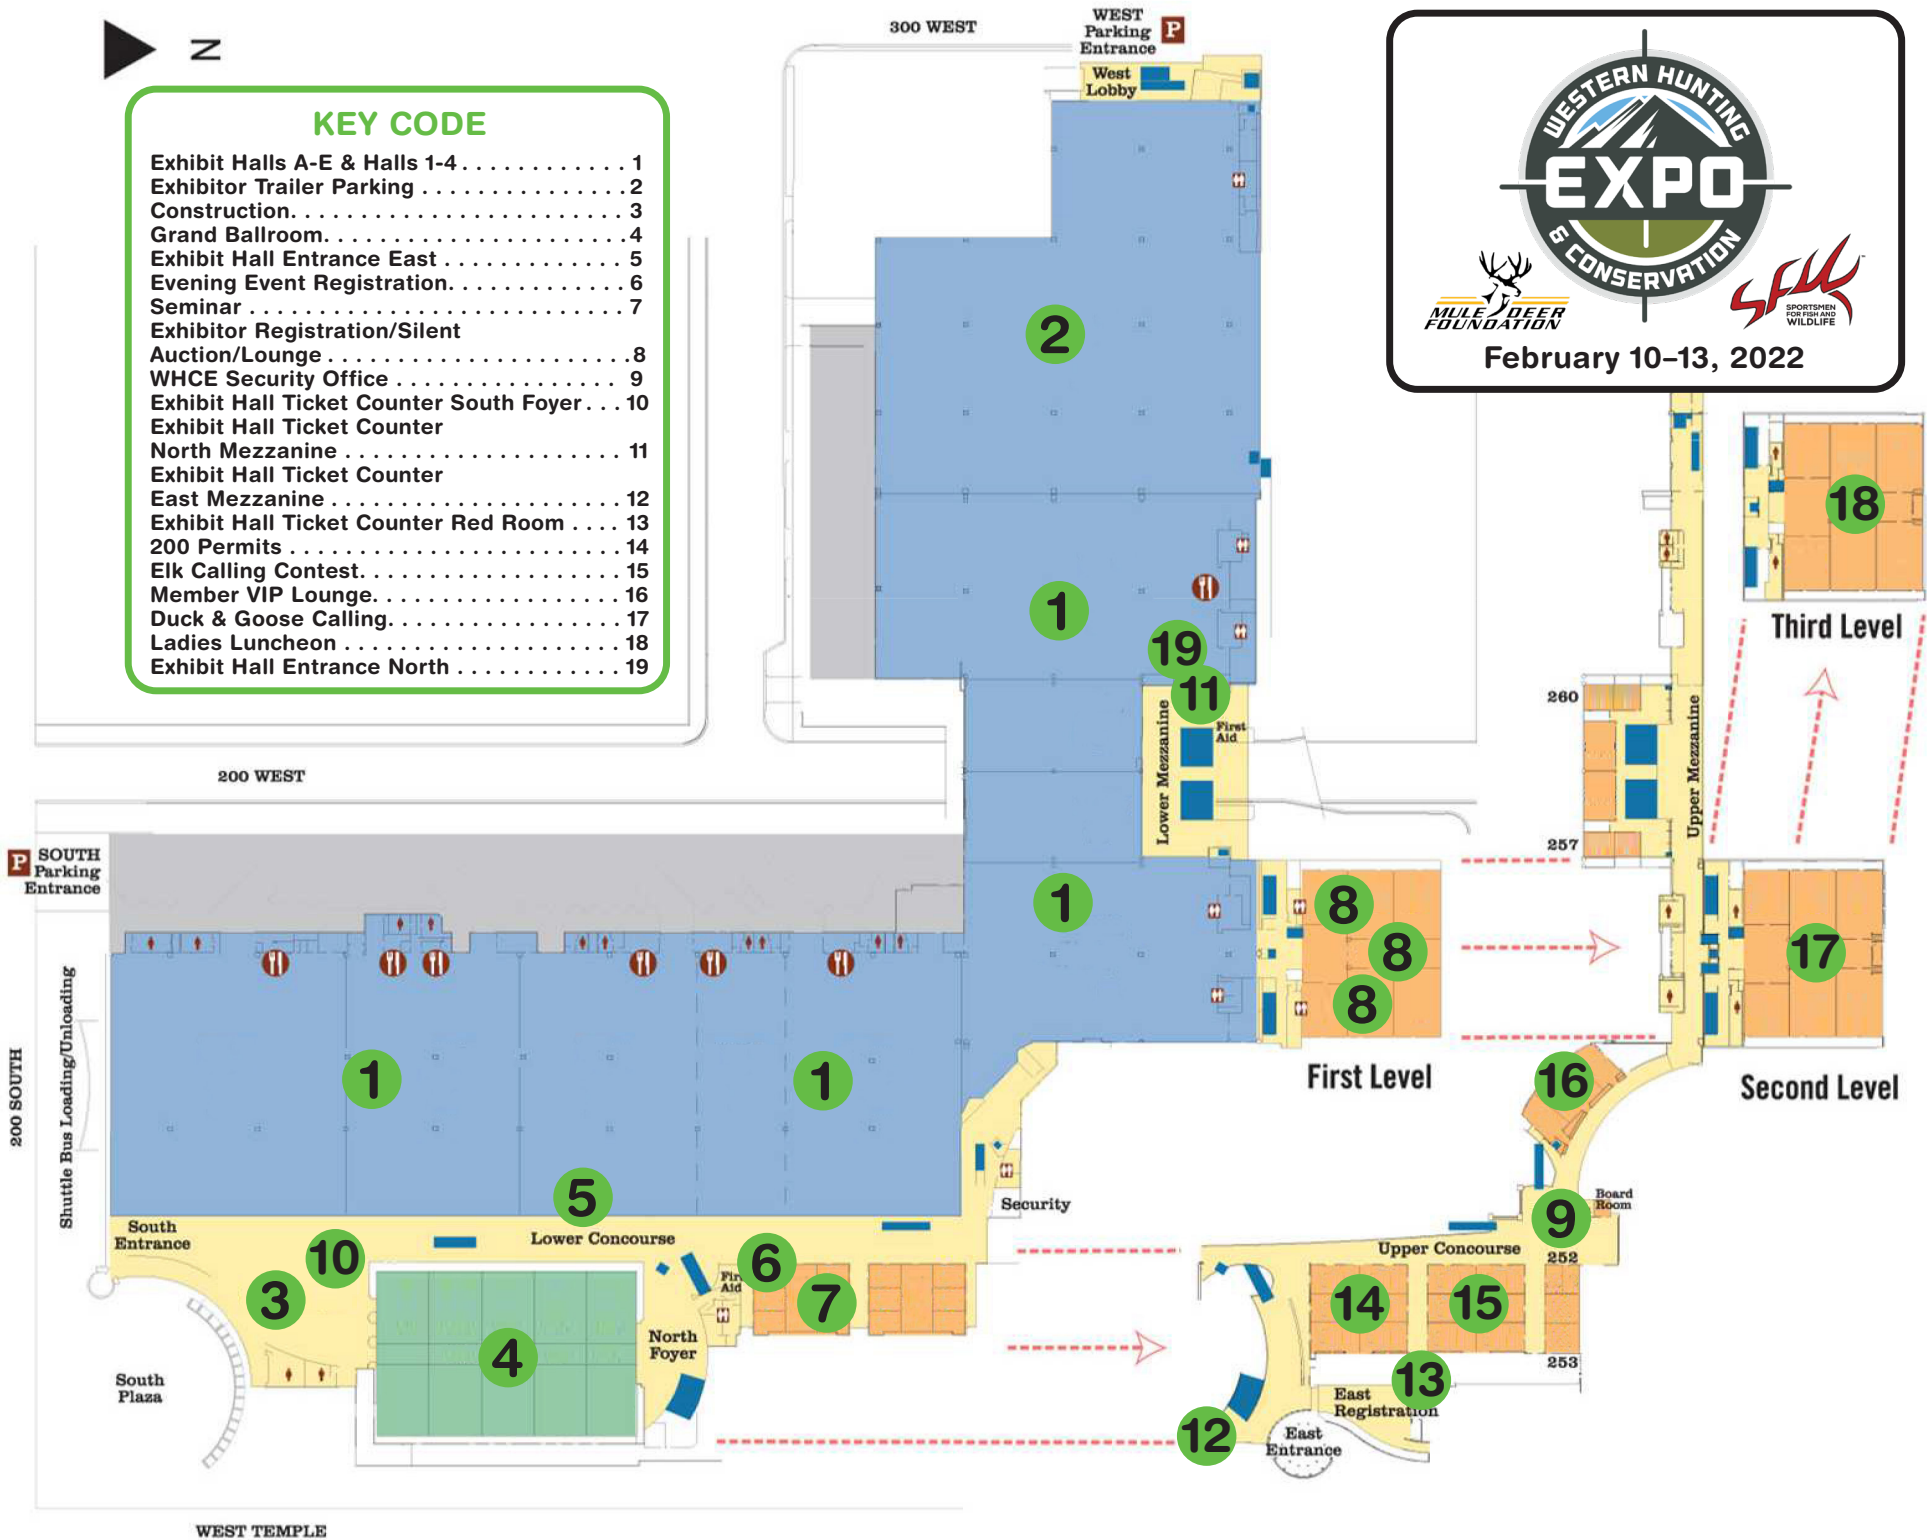 300 WEST
WEST
Parking
Entrance
P
West
Lobby
N
KEY CODE
Exhibit Halls A-E & Halls 1-4 . . . . . . . . . . . . 1
Exhibitor Trailer Parking . . . . . . . . . . . . . . . 2
Construction. . . . . . . . . . . . . . . . . . . . . . . . 3
Grand Ballroom. . . . . . . . . . . . . . . . . . . . . . 4
Exhibit Hall Entrance East . . . . . . . . . . . . . 5
Evening Event Registration. . . . . . . . . . . . . 6
Seminar . . . . . . . . . . . . . . . . . . . . . . . . . . . 7
Exhibitor Registration/Silent
Auction/Lounge . . . . . . . . . . . . . . . . . . . . . . 8
WHCE Security Office . . . . . . . . . . . . . . . . 9
Exhibit Hall Ticket Counter South Foyer . . . 10
Exhibit Hall Ticket Counter
North Mezzanine . . . . . . . . . . . . . . . . . . . . 11
Exhibit Hall Ticket Counter
East Mezzanine . . . . . . . . . . . . . . . . . . . . . 12
Exhibit Hall Ticket Counter Red Room . . . . 13
200 Permits . . . . . . . . . . . . . . . . . . . . . . . . 14
Elk Calling Contest. . . . . . . . . . . . . . . . . . . 15
Member VIP Lounge. . . . . . . . . . . . . . . . . . 16
Duck & Goose Calling. . . . . . . . . . . . . . . . . 17
Ladies Luncheon . . . . . . . . . . . . . . . . . . . . 18
Exhibit Hall Entrance North . . . . . . . . . . . . 19
WESTERN HUNTING
EXPO
& CONSERVATION
MULE DEER
FOUNDATION
SFW
SPORTSMEN
FOR FISH AND
WILDLIFE
February 10–13, 2022
2
18
Third Level
1
19
11
First
Aid
Lower Mezzanine
260
Upper Mezzanine
257
200 WEST
P
SOUTH
Parking
Entrance
1
8
8
8
17
First Level
Second Level
16
200 SOUTH
Shuttle Bus Loading/Unloading
1
1
5
Security
Board
Room
9
South
Entrance
Lower Concourse
10
Upper Concourse
252
6
First
Aid
3
7
14
15
North
Foyer
4
253
South
Plaza
13
East
Registration
12
East
Entrance
WEST TEMPLE